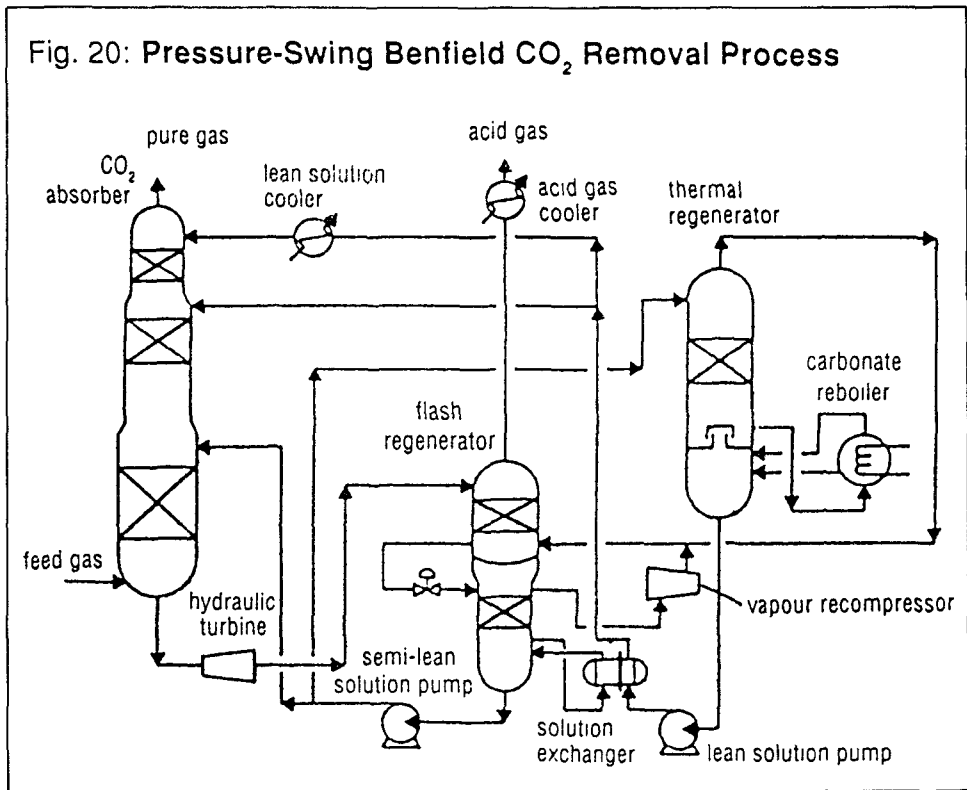 Fig. 20: Pressure-Swing Benfield CO₂ Removal Process
pure gas
CO₂
absorber
lean solution
cooler
acid gas
acid gas
cooler
thermal
regenerator
carbonate
reboiler
flash
regenerator
feed gas
hydraulic
turbine
semi-lean
solution pump
vapour recompressor
solution
exchanger
lean solution pump